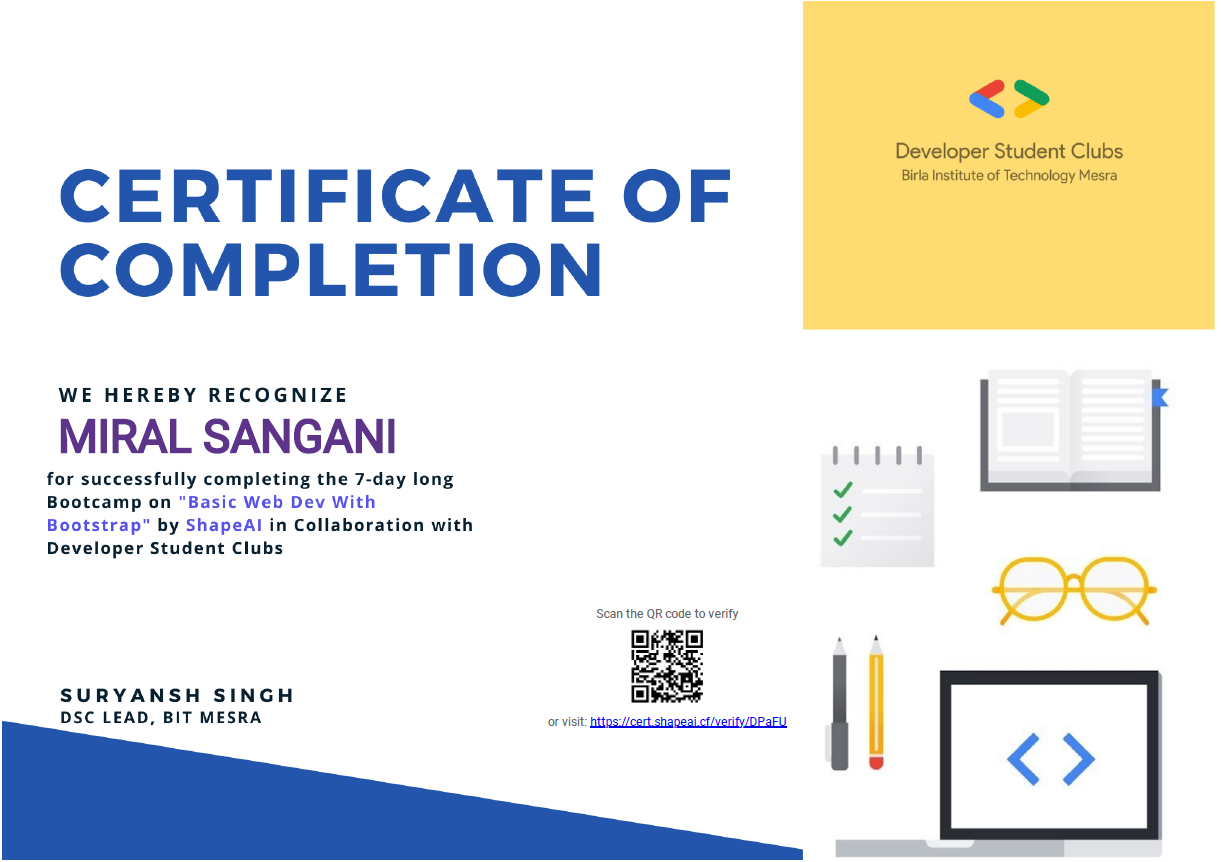 CERTIFICATE OF
COMPLETION
WE HEREBY RECOGNIZE
MIRAL SANGANI
for successfully completing the 7-day long
Bootcamp on "Basic Web Dev With
Bootstrap" by ShapeAI in Collaboration with
Developer Student Clubs
Scan the QR code to verify
or visit: https://cert.shapeai.cf/verify/DPaFU
SURYANSH SINGH
DSC LEAD, BIT MESRA
Developer Student Clubs
Birla Institute of Technology Mesra